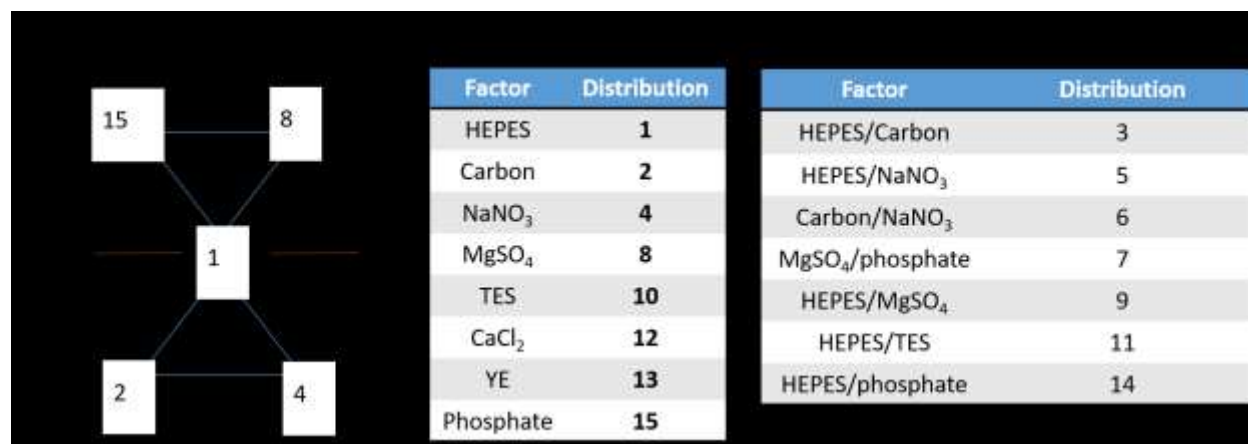 15
8
1
2
4
Factor Distribution
HEPES 1
Carbon 2
NaNO₃ 4
MgSO₄ 8
TES 10
CaCl₂ 12
YE 13
Phosphate 15
Factor Distribution
HEPES/Carbon 3
HEPES/NaNO₃ 5
Carbon/NaNO₃ 6
MgSO₄/phosphate 7
HEPES/MgSO₄ 9
HEPES/TES 11
HEPES/phosphate 14